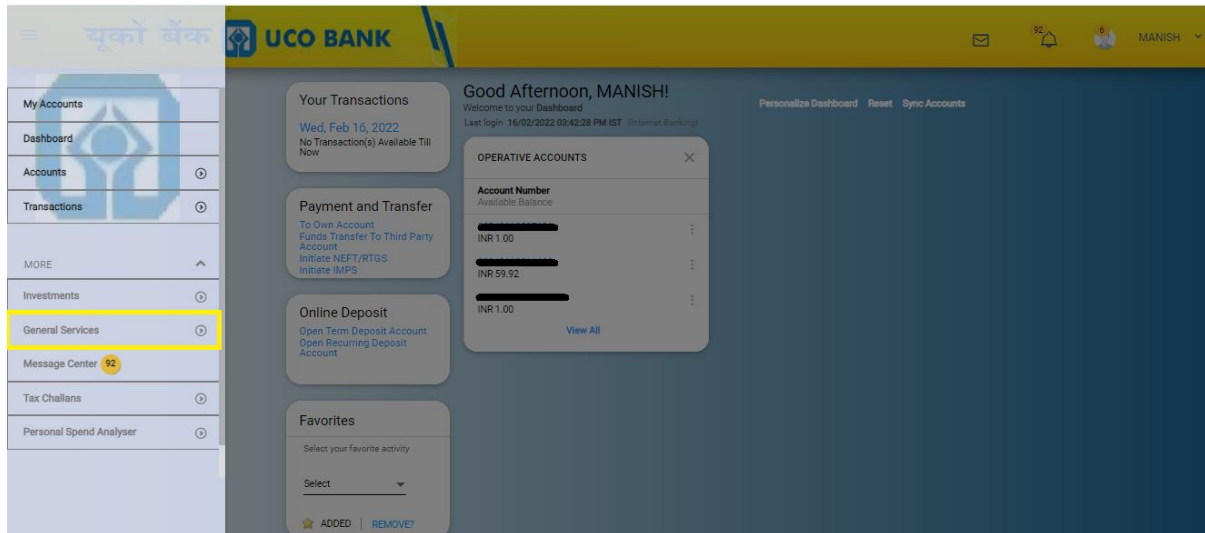 यूको बैंक UCO BANK
92
6
MANISH
My Accounts
Dashboard
Accounts
Transactions
MORE
Investments
General Services
Message Center 92
Tax Challans
Personal Spend Analyser
Your Transactions
Wed, Feb 16, 2022
No Transaction(s) Available Till
Now
Payment and Transfer
To Own Account
Funds Transfer To Third Party
Account
Initiate NEFT/RTGS
Initiate IMPS
Online Deposit
Open Term Deposit Account
Open Recurring Deposit
Account
Favorites
Select your favorite activity
Select
ADDED | REMOVE?
Good Afternoon, MANISH!
Welcome to your Dashboard
Last login 16/02/2022 03:42:28 PM IST (Internet Banking)
Personalize Dashboard Reset Sync Accounts
OPERATIVE ACCOUNTS
Account Number
Available Balance
INR 1.00
INR 59.92
INR 1.00
View All